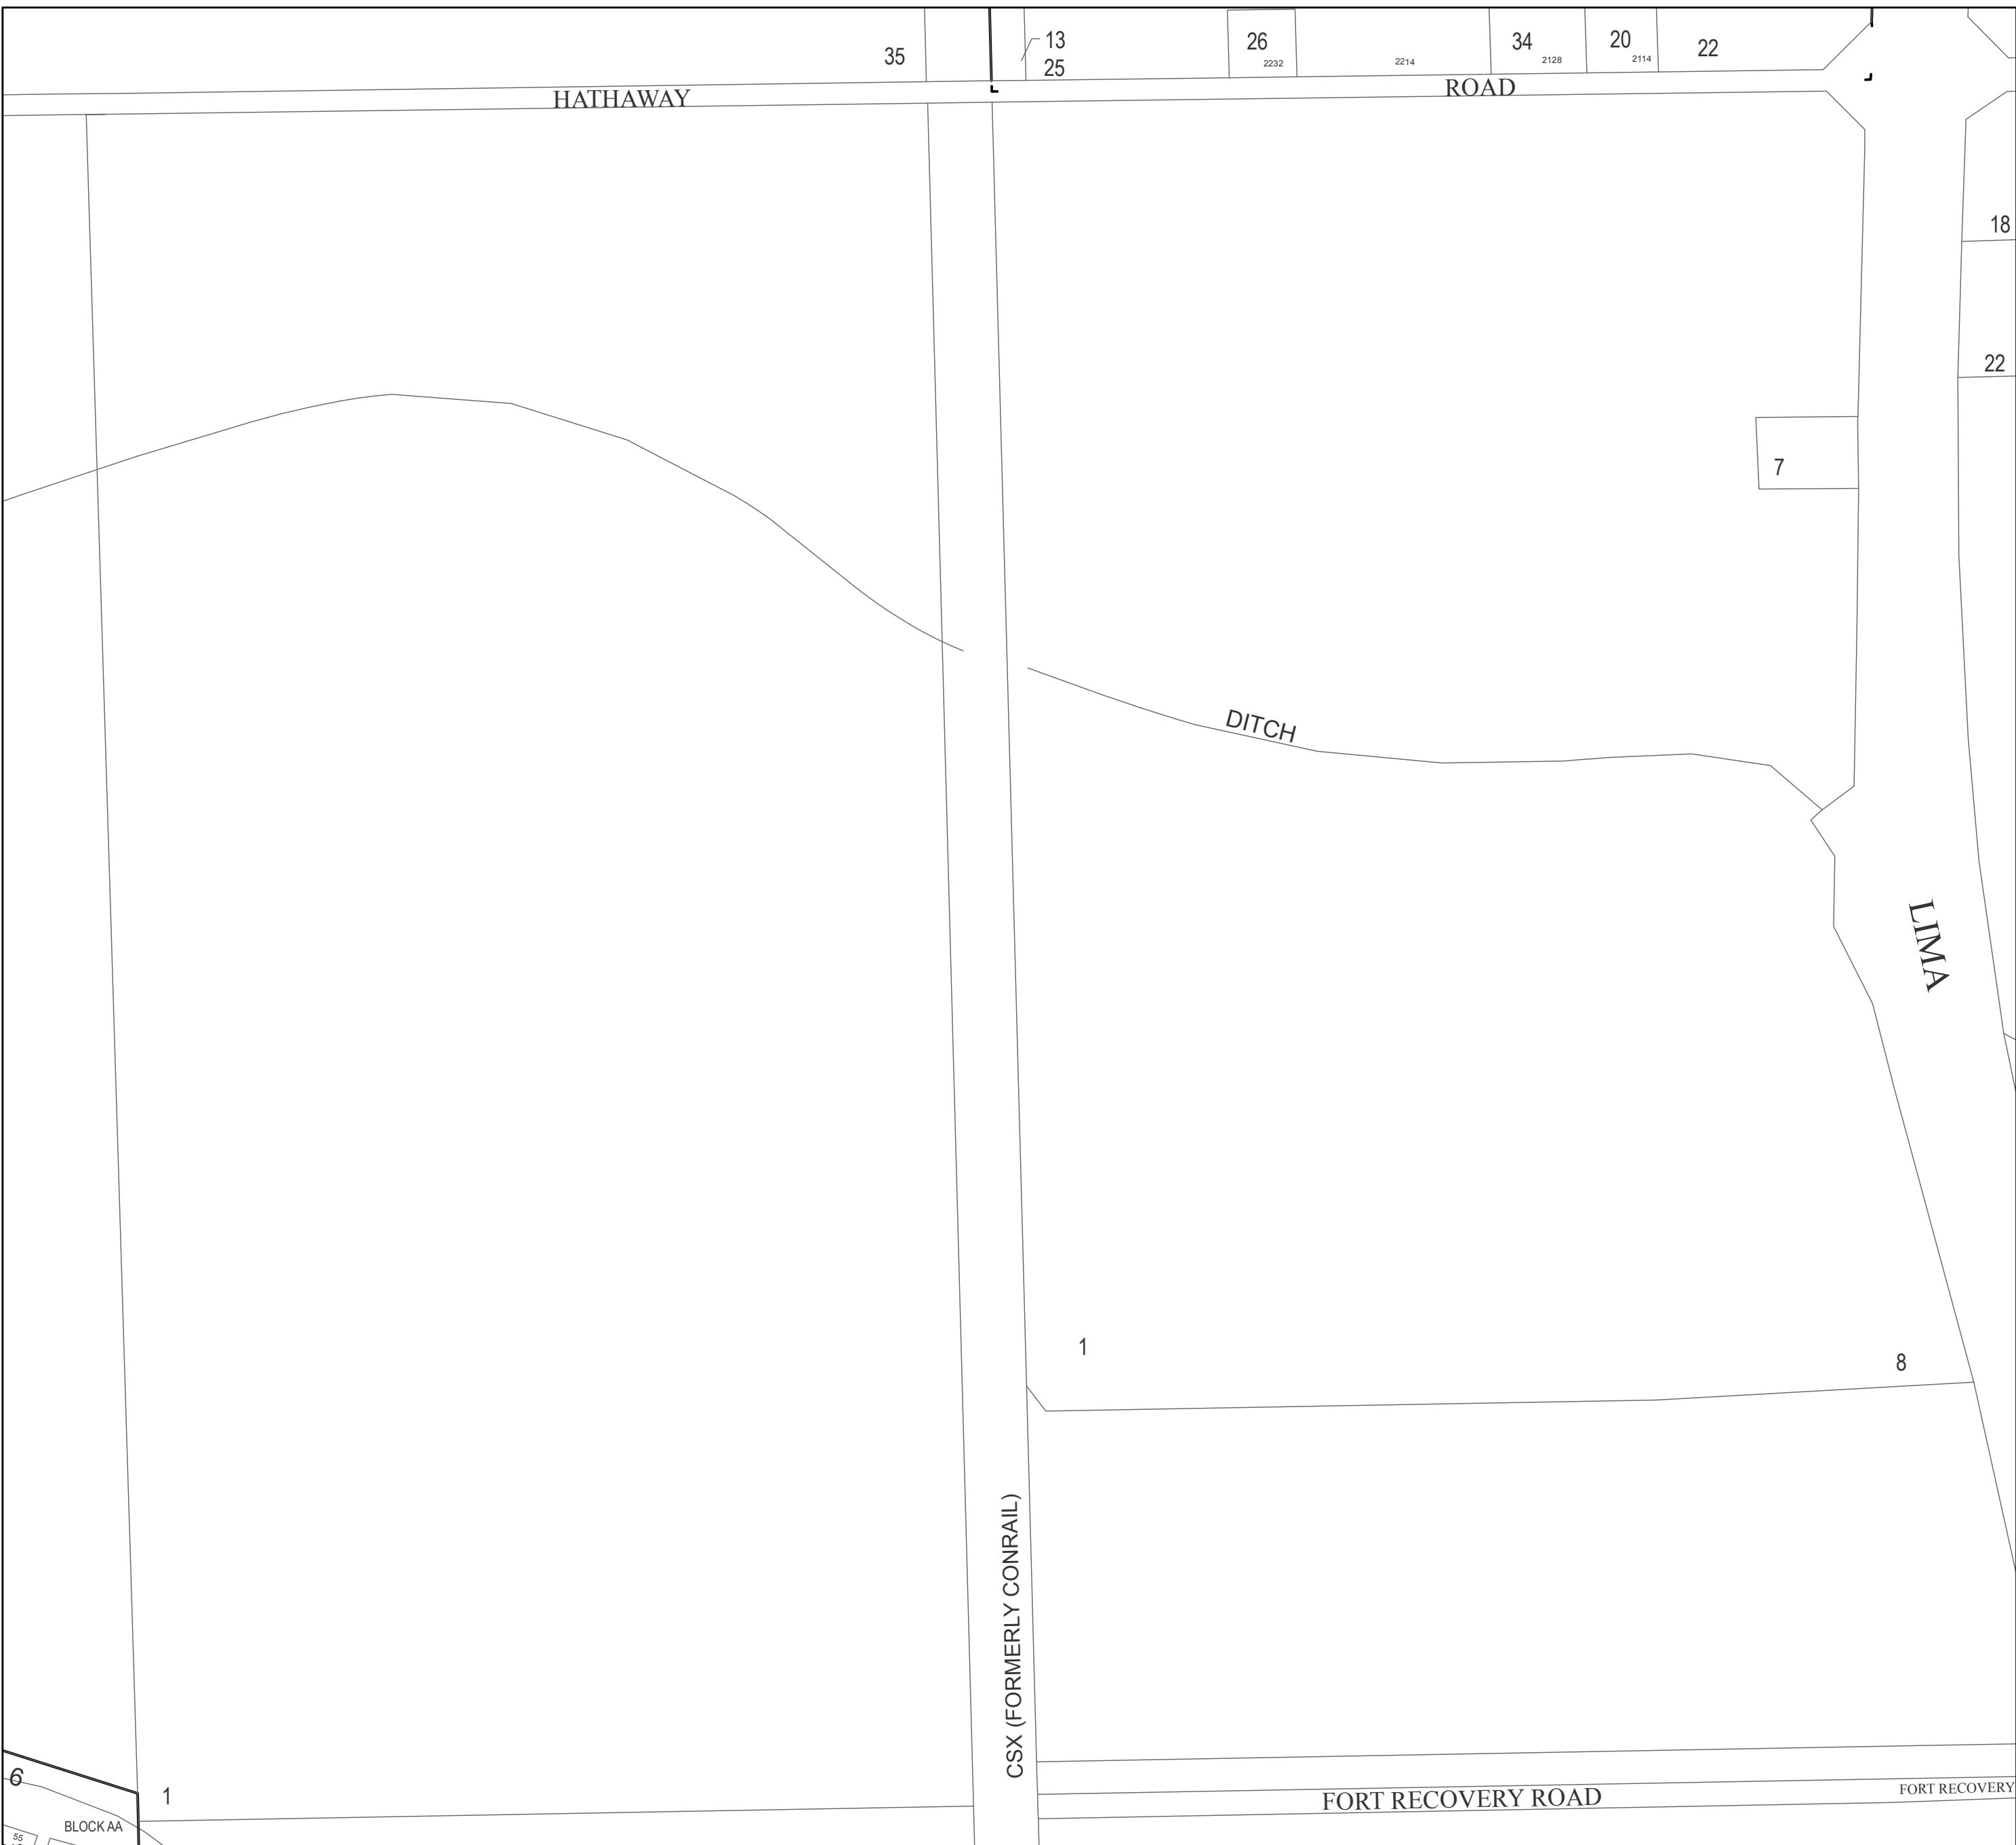 35
13
25
26
2232
2214
34
2128
20
2114
22
HATHAWAY
ROAD
18
22
7
DITCH
LIMA
1
8
CSX (FORMERLY CONRAIL)
6
1
BLOCK AA
55
FORT RECOVERY ROAD
FORT RECOVERY